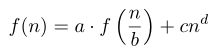 f(n) = a · f(n/b) + cn^d